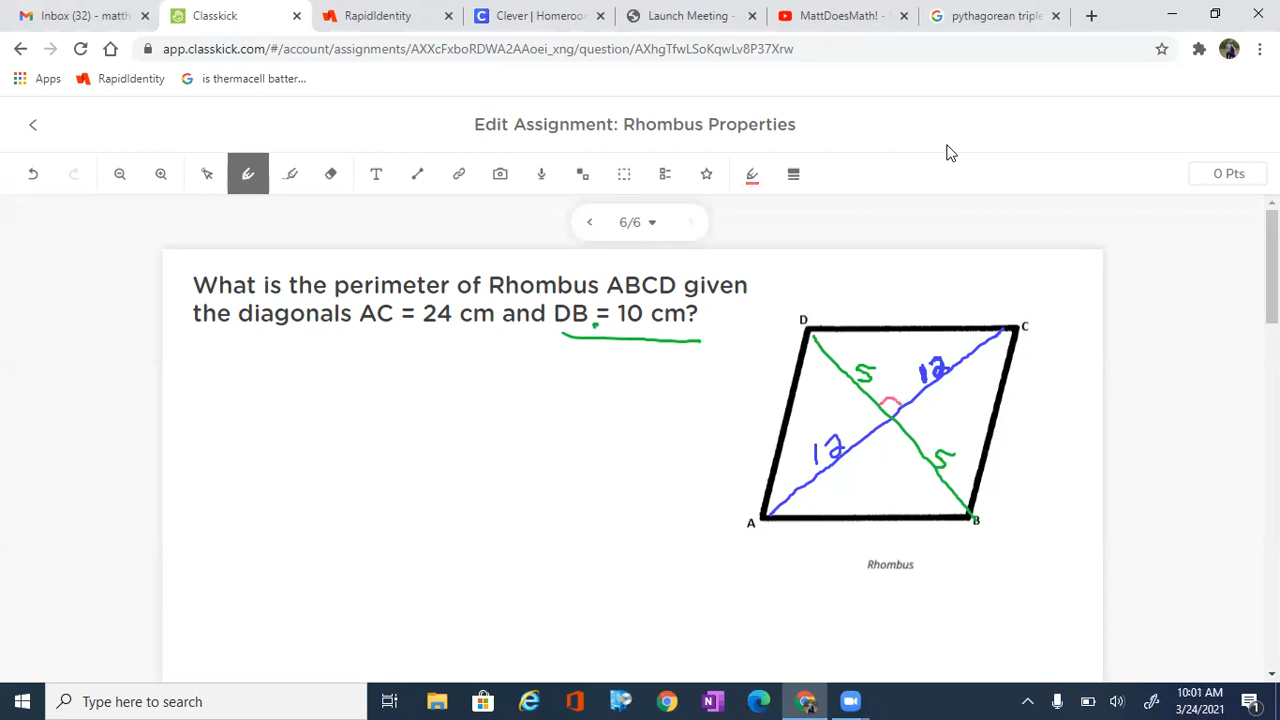 Inbox (32) - matth
Classkick
RapidIdentity
Clever | Homeroom
Launch Meeting -
MattDoesMath -
pythagorean triple
app.classkick.com/#/account/assignments/AXXcFxboRDWA2AAoei_xng/question/AXhgTfwLSoKqwLv8P37Xrw
Apps
RapidIdentity
is thermacell batter...
Edit Assignment: Rhombus Properties
T
0 Pts
6/6
What is the perimeter of Rhombus ABCD given
the diagonals AC = 24 cm and DB = 10 cm?
D
C
5
12
12
5
A
B
Rhombus
Type here to search
10:01 AM
3/24/2021
1